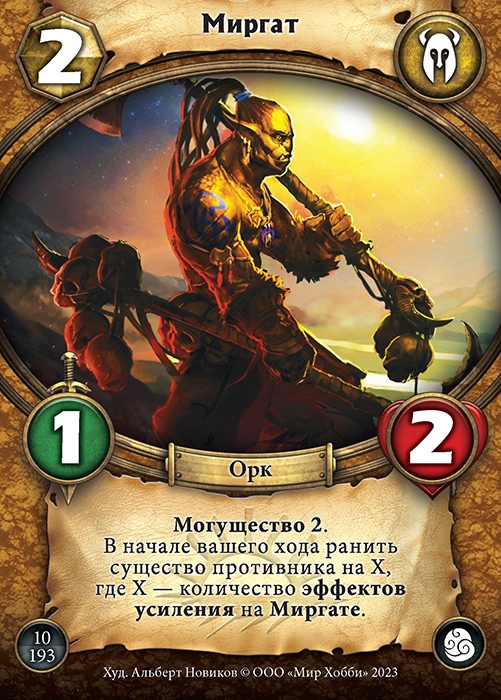 Миргат
2
1
2
Орк
Могущество 2.
В начале вашего хода ранить
существо противника на X,
где X — количество эффектов
усиления на Миргате.
10
193
Худ. Альберт Новиков © ООО «Мир Хобби» 2023